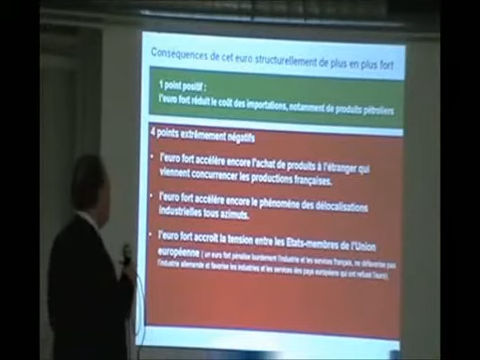 Conséquences de cet euro structurellement de plus en plus fort
1 point positif :
l'euro fort réduit le coût des importations, notamment de produits pétroliers
4 points extrêmement négatifs
• l'euro fort accélère encore l'achat de produits à l'étranger qui
viennent concurrencer les productions françaises.
• l'euro fort accélère encore le phénomène des délocalisations
industrielles tous azimuts.
• l'euro fort accroît la tension entre les Etats-membres de l'Union
européenne ( un euro fort pénalise lourdement l'industrie et les services français, ne défavorise pas
l'industrie allemande et favorise les industries et les services des pays européens qui ont refusé l'euro).